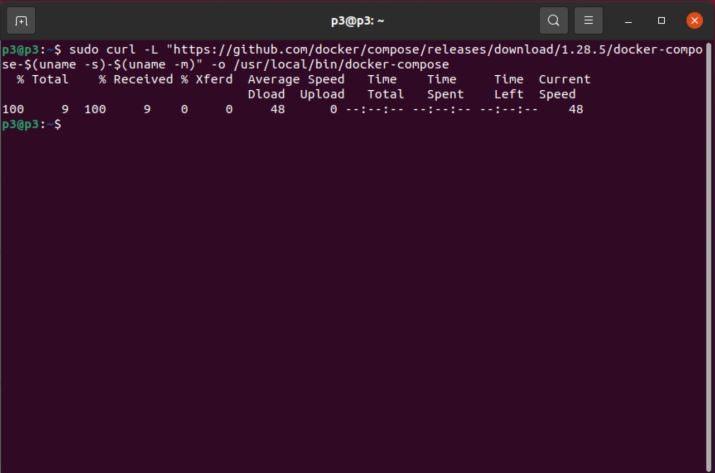 p3@p3: ~
p3@p3:~$ sudo curl -L "https://github.com/docker/compose/releases/download/1.28.5/docker-compo
se-$(uname -s)-$(uname -m)" -o /usr/local/bin/docker-compose
  % Total    % Received % Xferd  Average Speed   Time    Time     Time  Current
                                 Dload  Upload   Total   Spent    Left  Speed
100     9  100     9    0     0     48      0 --:--:-- --:--:-- --:--:--    48
p3@p3:~$